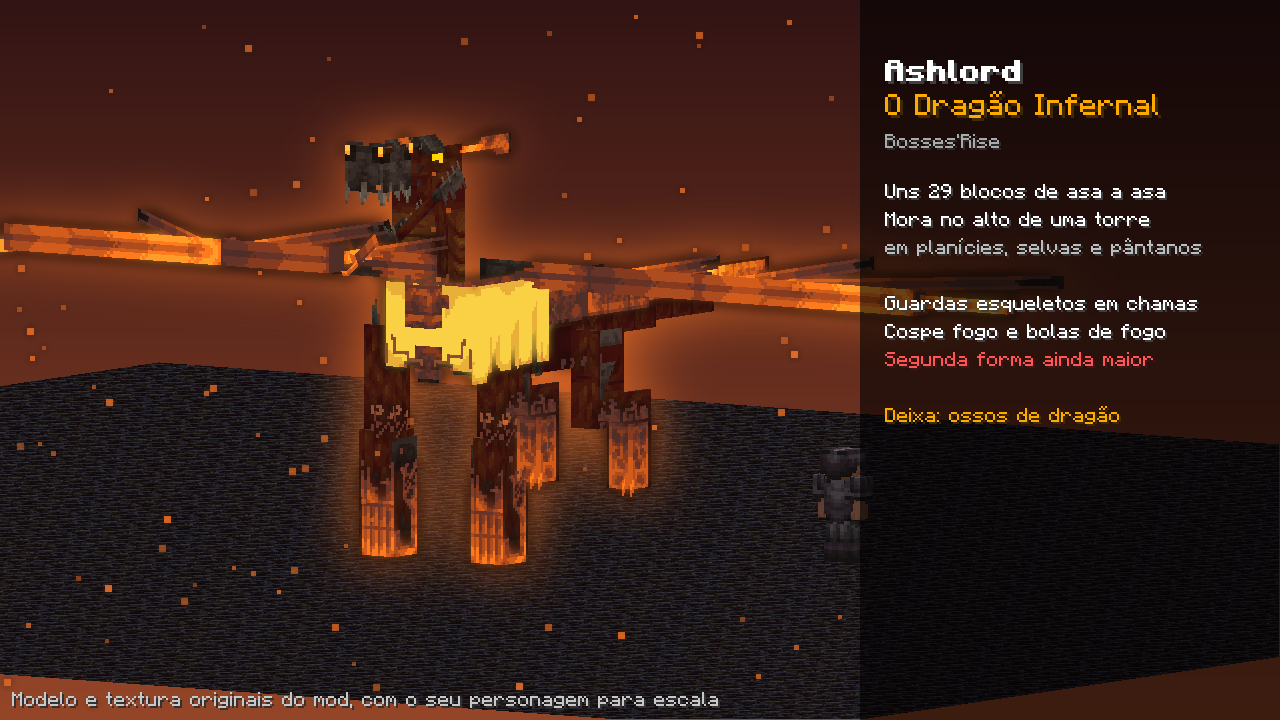 Ashlord
O Dragão Infernal
Bosses'Rise
Uns 29 blocos de asa a asa
Mora no alto de uma torre
em planícies, selvas e pântanos
Guardas esqueletos em chamas
Cospe fogo e bolas de fogo
Segunda forma ainda maior
Deixa: ossos de dragão
Modelo e textura originais do mod, com o seu personagem para escala